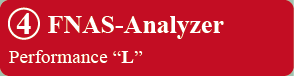 ④ FNAS-Analyzer
Performance “L”